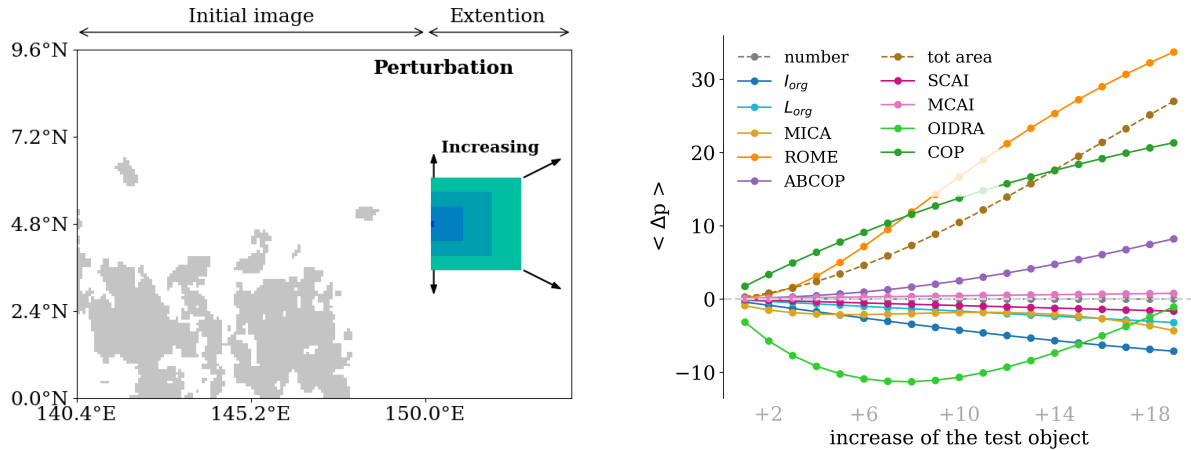 Initial image
Extention
9.6°N
Perturbation
7.2°N
Increasing
4.8°N
2.4°N
0.0°N
140.4°E
145.2°E
150.0°E
number
I_org
L_org
MICA
ROME
ABCOP
tot area
SCAI
MCAI
OIDRA
COP
< Δp >
30
20
10
0
−10
+2
+6
+10
+14
+18
increase of the test object